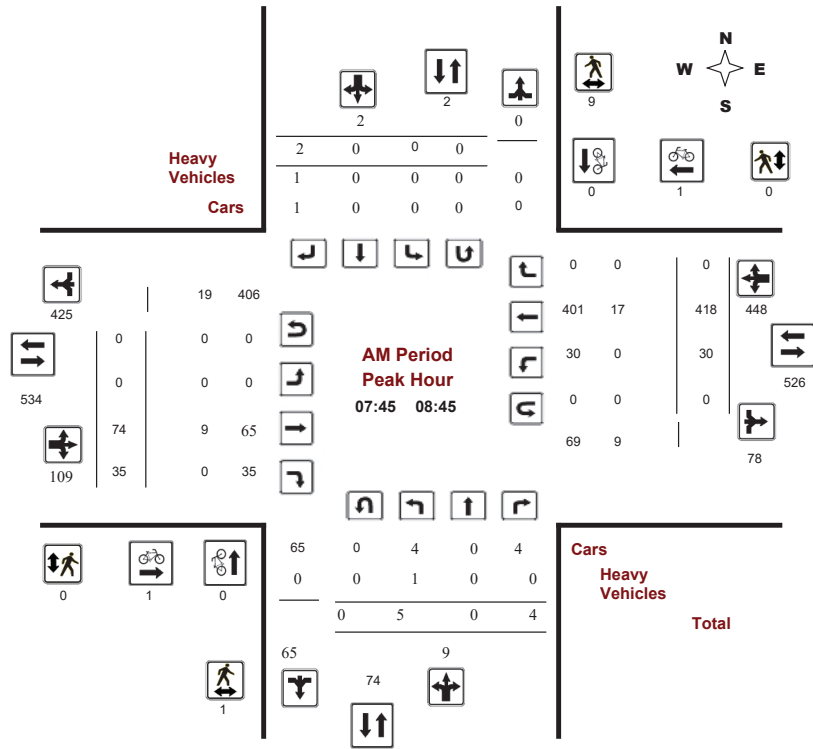 N
W E
S
2
9
2 0
2 0 0 0
Heavy
Vehicles
1 0 0 0 0
0 1 0
Cars
1 0 0 0 0
0 0 0
425
19 406
401 17 418 448
0 0 0
30 0 30
534
526
0 0 0
AM Period
Peak Hour
07:45 08:45
0 0 0
74 9 65
69 9
78
109
35 0 35
65 0 4 0 4
Cars
0 0 1 0 0
Heavy
Vehicles
0 1 0
0 5 0 4
Total
65 9
74
1